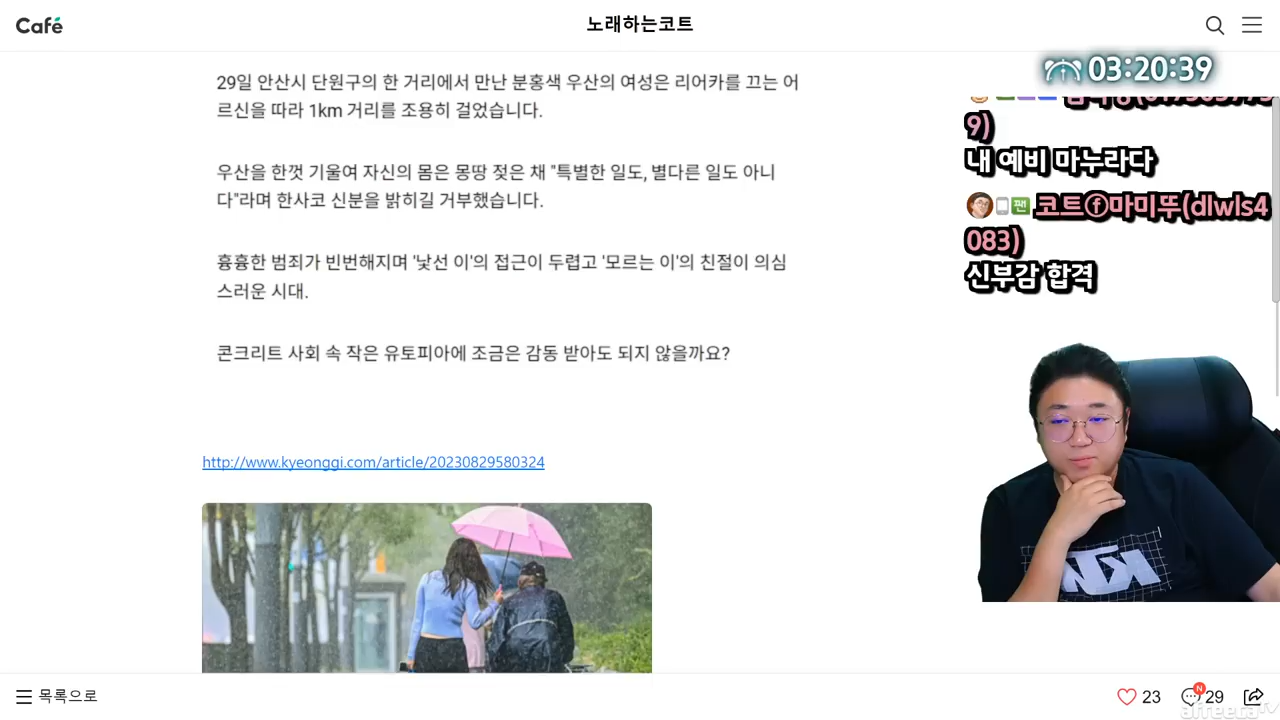 Café
노래하는코트
03:20:39
29일 안산시 단원구의 한 거리에서 만난 분홍색 우산의 여성은 리어카를 끄는 어
르신을 따라 1km 거리를 조용히 걸었습니다.
우산을 한껏 기울여 자신의 몸은 몽땅 젖은 채 "특별한 일도, 별다른 일도 아니
다"라며 한사코 신분을 밝히길 거부했습니다.
흉흉한 범죄가 빈번해지며 '낯선 이'의 접근이 두렵고 '모르는 이'의 친절이 의심
스러운 시대.
콘크리트 사회 속 작은 유토피아에 조금은 감동 받아도 되지 않을까요?
http://www.kyeonggi.com/article/20230829580324
9)
내 예비 마누라다
팬 코트ⓕ마미뚜(dlwls4
083)
신부감 합격
목록으로
23
N
29
afreecaTV